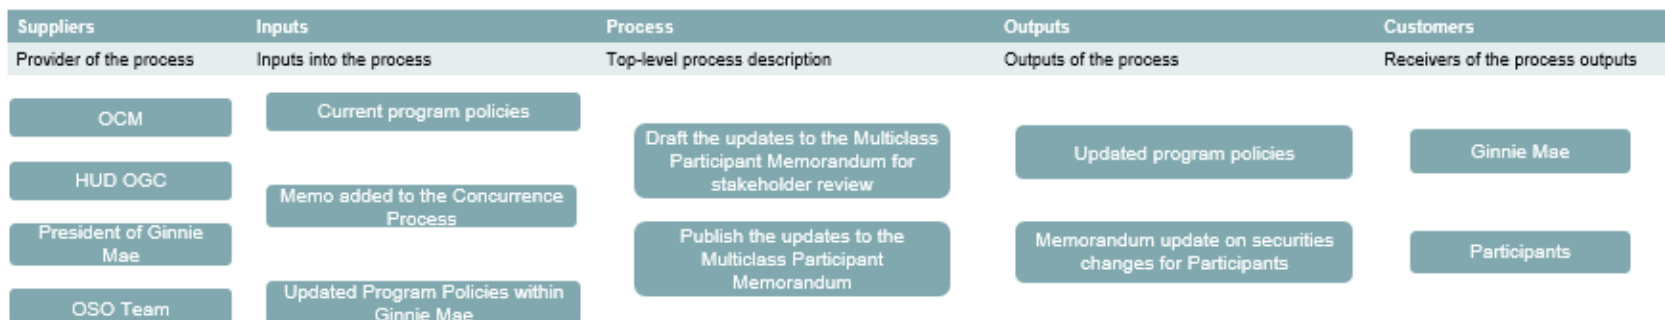 Suppliers
Inputs
Process
Outputs
Customers
Provider of the process
Inputs into the process
Top-level process description
Outputs of the process
Receivers of the process outputs
OCM
HUD OGC
President of Ginnie
Mae
OSO Team
Current program policies
Memo added to the Concurrence
Process
Updated Program Policies within
Ginnie Mae
Draft the updates to the Multiclass
Participant Memorandum for
stakeholder review
Publish the updates to the
Multiclass Participant
Memorandum
Updated program policies
Memorandum update on securities
changes for Participants
Ginnie Mae
Participants